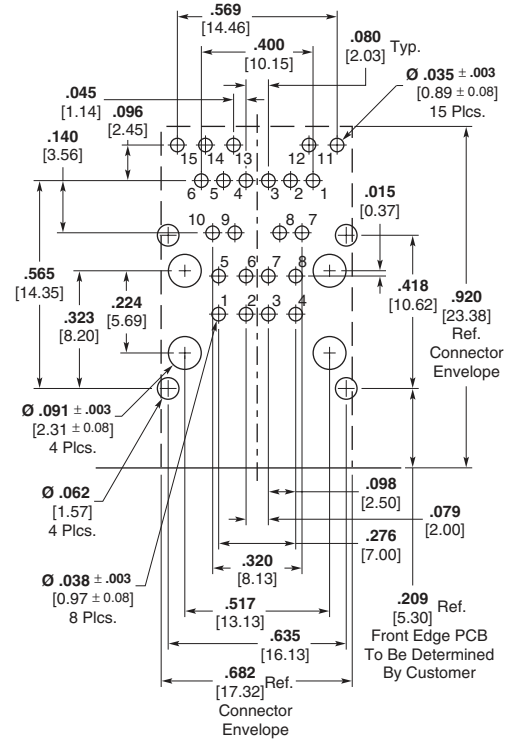 .569
[14.46]
.400
[10.15]
.080
[2.03] Typ.
.045
[1.14]
.096
[2.45]
.140
[3.56]
Ø .035 ± .003
[0.89 ± 0.08]
15 Plcs.
15 14 13 12 11
6 5 4 3 2 1
.015
[0.37]
10 9 8 7
5 6 7 8
1 2 3 4
.565
[14.35]
.323
[8.20]
.224
[5.69]
.418
[10.62]
.920
[23.38]
Ref.
Connector
Envelope
Ø .091 ± .003
[2.31 ± 0.08]
4 Plcs.
Ø .062
[1.57]
4 Plcs.
Ø .038 ± .003
[0.97 ± 0.08]
8 Plcs.
.098
[2.50]
.079
[2.00]
.276
[7.00]
.320
[8.13]
.517
[13.13]
.635
[16.13]
.682
[17.32] Ref.
Connector
Envelope
.209
[5.30] Ref.
Front Edge PCB
To Be Determined
By Customer